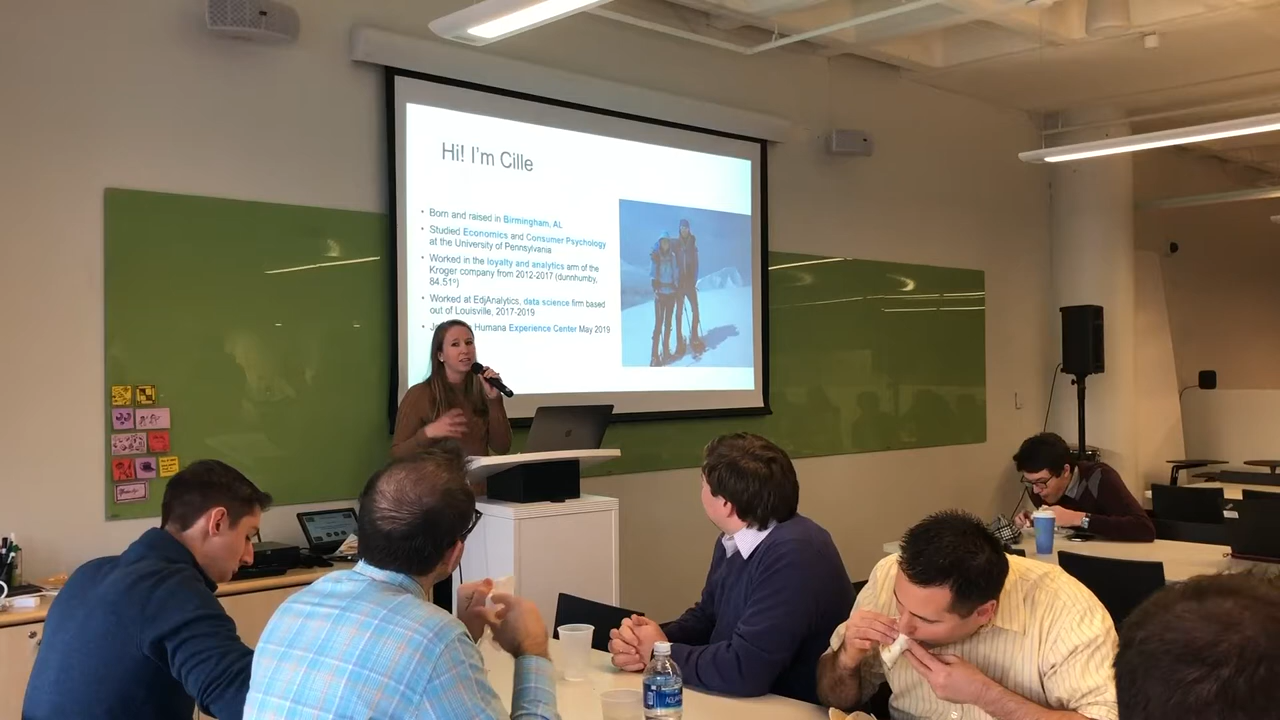 Hi! I'm Cille
• Born and raised in Birmingham, AL
• Studied Economics and Consumer Psychology
at the University of Pennsylvania
• Worked in the loyalty and analytics arm of the
Kroger company from 2012-2017 (dunnhumby,
84.51º)
• Worked at EdjAnalytics, data science firm based
out of Louisville, 2017-2019
• Humana Experience Center May 2019